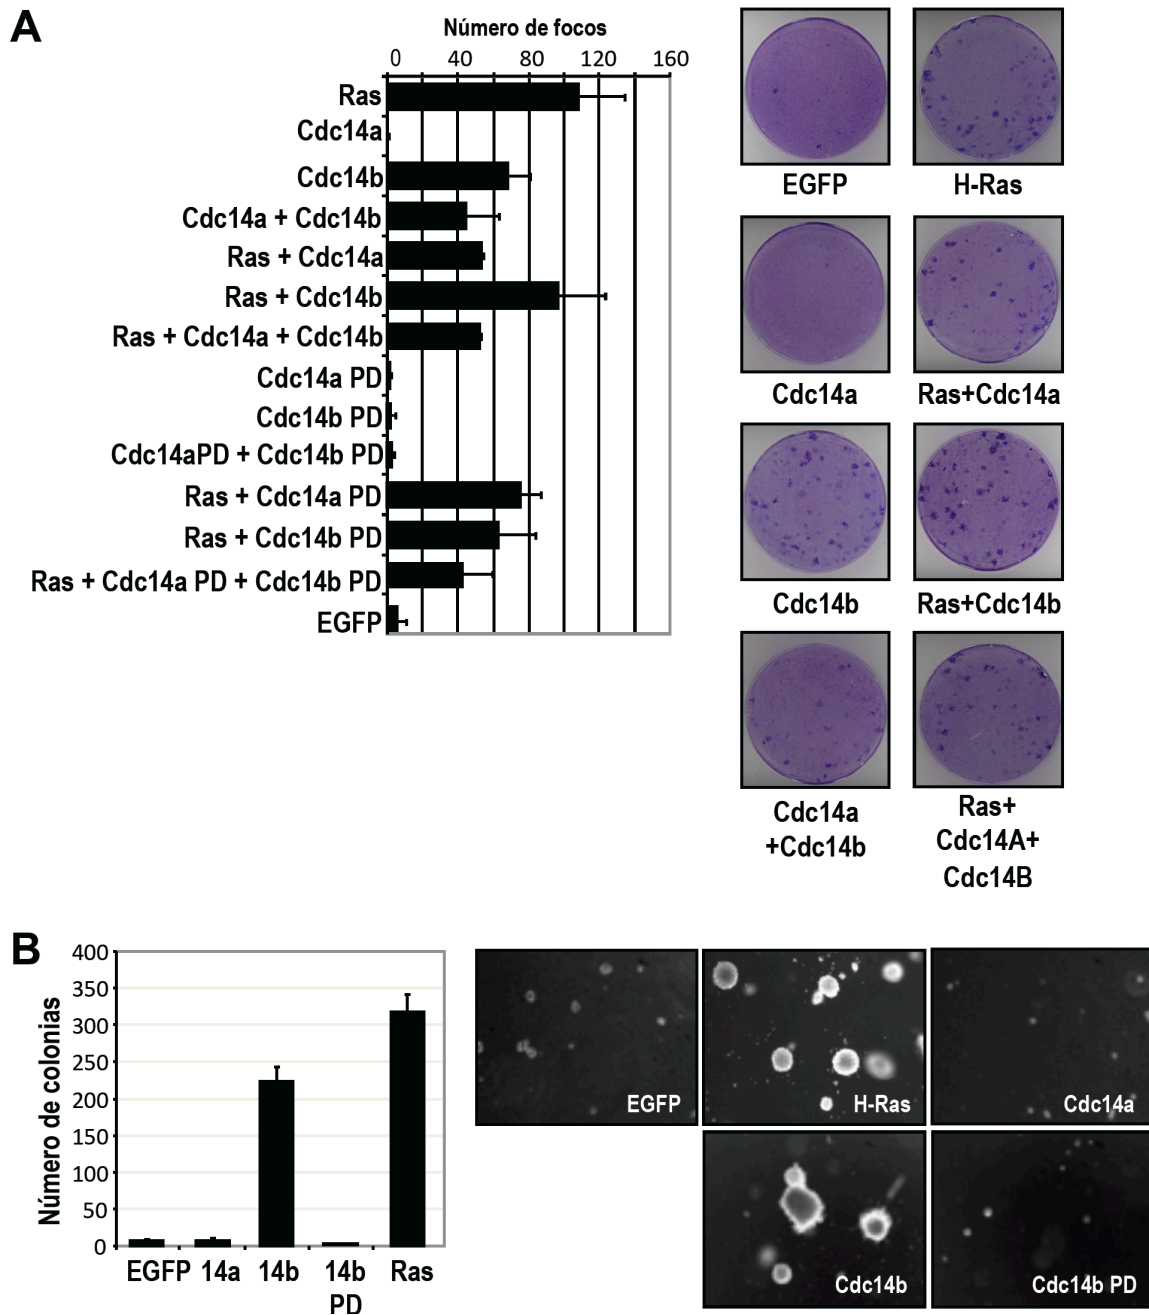 A
Número de focos
0 40 80 120 160
Ras
Cdc14a
Cdc14b
Cdc14a + Cdc14b
Ras + Cdc14a
Ras + Cdc14b
Ras + Cdc14a + Cdc14b
Cdc14a PD
Cdc14b PD
Cdc14aPD + Cdc14b PD
Ras + Cdc14a PD
Ras + Cdc14b PD
Ras + Cdc14a PD + Cdc14b PD
EGFP
EGFP
H-Ras
Cdc14a
Ras+Cdc14a
Cdc14b
Ras+Cdc14b
Cdc14a
+Cdc14b
Ras+
Cdc14A+
Cdc14B
B
Número de colonias
400
350
300
250
200
150
100
50
0
EGFP 14a 14b 14b Ras
PD
EGFP
H-Ras
Cdc14a
Cdc14b
Cdc14b PD